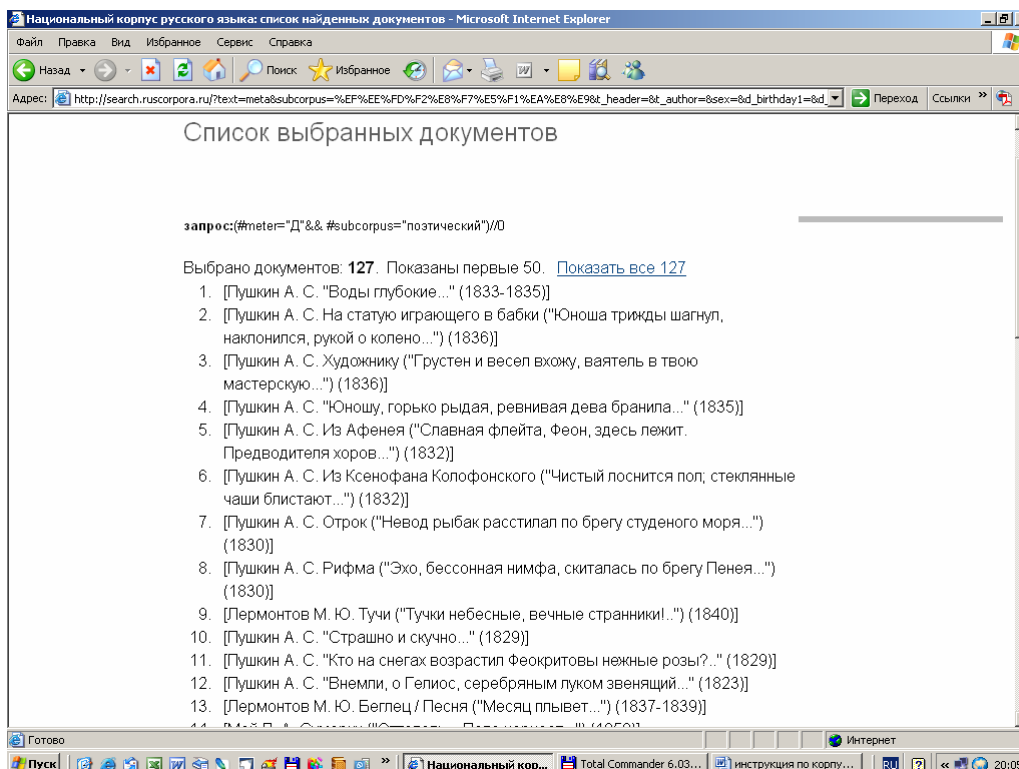 Национальный корпус русского языка: список найденных документов - Microsoft Internet Explorer
Файл Правка Вид Избранное Сервис Справка
Назад Поиск Избранное
Адрес: http://search.ruscorpora.ru/?text=meta&subcorpus=%EF%EE%FD%F2%E8%F7%E5%F1%EA%E8%E9&t_header=&t_author=&sex=&d_birthday1=&d_ Переход Ссылки »
Список выбранных документов
запрос:(#meter="Д"&& #subcorpus="поэтический")//0
Выбрано документов: 127. Показаны первые 50. Показать все 127
1. [Пушкин А. С. "Воды глубокие..." (1833-1835)]
2. [Пушкин А. С. На статую играющего в бабки ("Юноша трижды шагнул,
наклонился, рукой о колено...") (1836)]
3. [Пушкин А. С. Художнику ("Грустен и весел вхожу, ваятель в твою
мастерскую...") (1836)]
4. [Пушкин А. С. "Юношу, горько рыдая, ревнивая дева бранила..." (1835)]
5. [Пушкин А. С. Из Афенея ("Славная флейта, Феон, здесь лежит.
Предводителя хоров...") (1832)]
6. [Пушкин А. С. Из Ксенофана Колофонского ("Чистый лоснится пол; стеклянные
чаши блистают...") (1832)]
7. [Пушкин А. С. Отрок ("Невод рыбак расстилал по брегу студеного моря...")
(1830)]
8. [Пушкин А. С. Рифма ("Эхо, бессонная нимфа, скиталась по брегу Пенея...")
(1830)]
9. [Лермонтов М. Ю. Тучи ("Тучки небесные, вечные странники!..") (1840)]
10. [Пушкин А. С. "Страшно и скучно..." (1829)]
11. [Пушкин А. С. "Кто на снегах возрастил Феокритовы нежные розы?.." (1829)]
12. [Пушкин А. С. "Внемли, о Гелиос, серебряным луком звенящий..." (1823)]
13. [Лермонтов М. Ю. Беглец / Песня ("Месяц плывет...") (1837-1839)]
Готово Интернет
Пуск » Национальный кор... Total Commander 6.03... инструкция по корпу... RU « 20:05